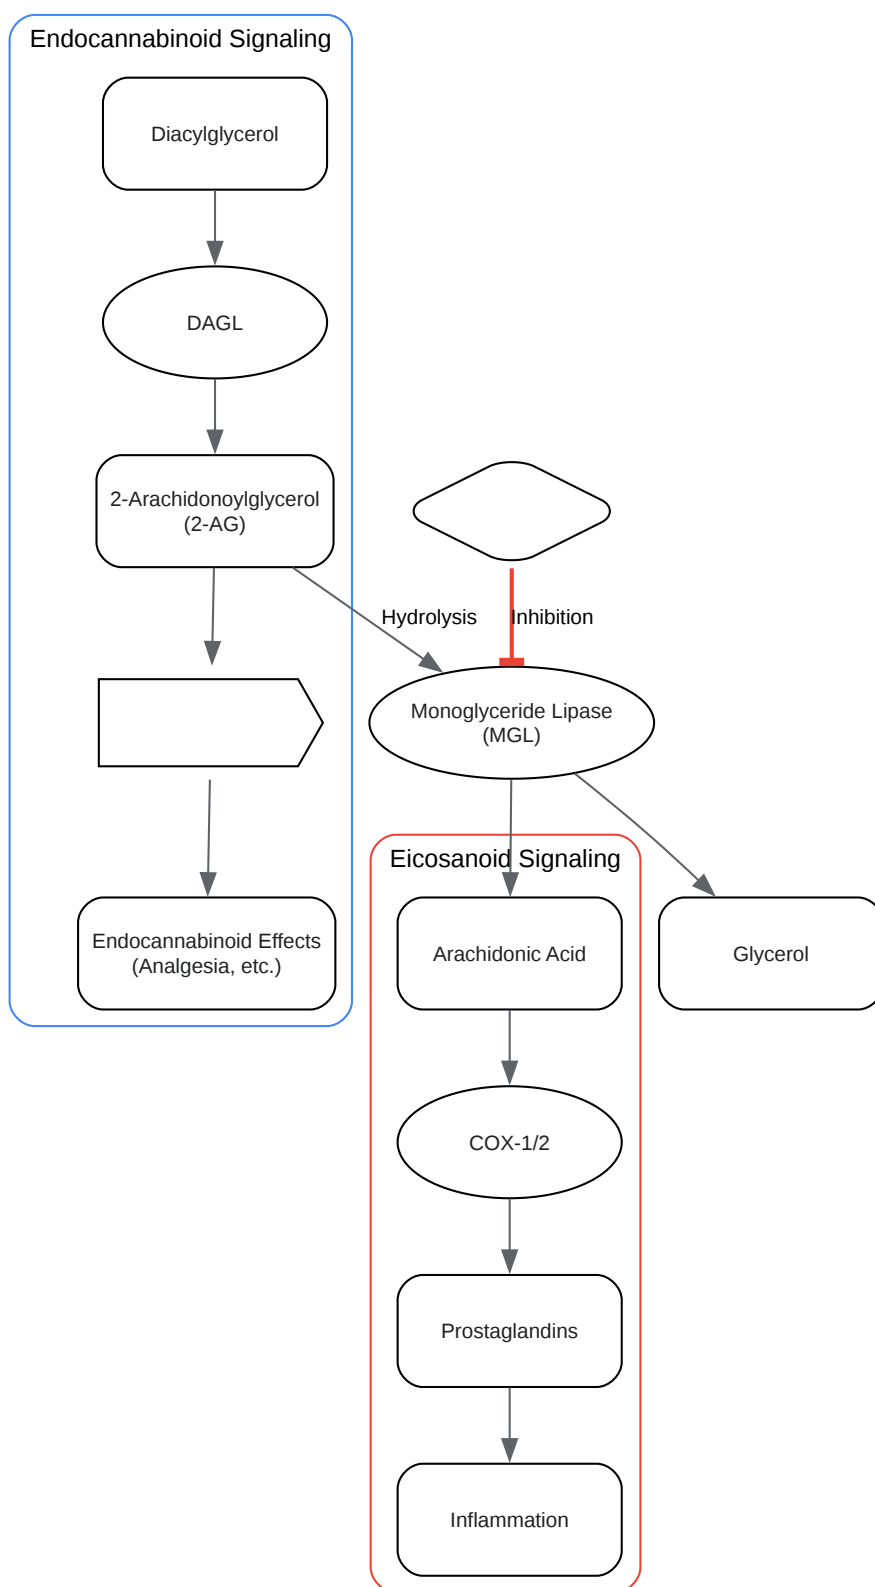 Endocannabinoid Signaling
Diacylglycerol
DAGL
2-Arachidonoylglycerol
(2-AG)
Hydrolysis
Inhibition
Monoglyceride Lipase
(MGL)
Eicosanoid Signaling
Endocannabinoid Effects
(Analgesia, etc.)
Arachidonic Acid
Glycerol
COX-1/2
Prostaglandins
Inflammation